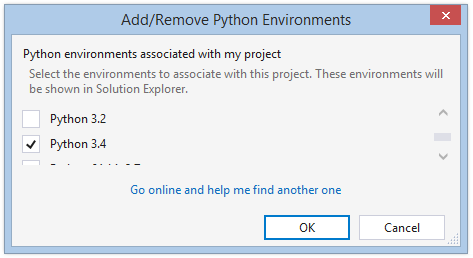 Add/Remove Python Environments
Python environments associated with my project
Select the environments to associate with this project. These environments will
be shown in Solution Explorer.
Python 3.2
Python 3.4
Go online and help me find another one
OK
Cancel